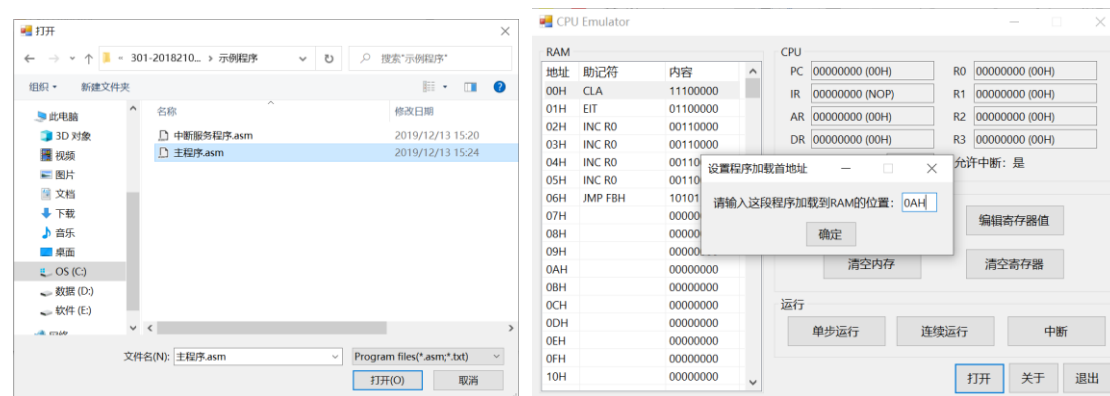 打开
301-2018210... › 示例程序
搜索"示例程序"
组织
新建文件夹
名称
修改日期
此电脑
3D 对象
视频
图片
文档
下载
音乐
桌面
OS (C:)
数据 (D:)
软件 (E:)
中断服务程序.asm 2019/12/13 15:20
主程序.asm 2019/12/13 15:24
文件名(N): 主程序.asm
Program files(*.asm;*.txt)
打开(O) 取消
CPU Emulator
RAM
地址 助记符 内容
00H CLA 11100000
01H EIT 01100000
02H INC R0 00110000
03H INC R0 00110000
04H INC R0 00110
05H INC R0 00110
06H JMP FBH 10101
07H 00000
08H 00000
09H 00000
0AH 00000000
0BH 00000000
0CH 00000000
0DH 00000000
0EH 00000000
0FH 00000000
10H 00000000
CPU
PC 00000000 (00H) R0 00000000 (00H)
IR 00000000 (NOP) R1 00000000 (00H)
AR 00000000 (00H) R2 00000000 (00H)
DR 00000000 (00H) R3 00000000 (00H)
允许中断: 是
设置程序加载首地址
请输入这段程序加载到RAM的位置: 0AH
确定
编辑寄存器值
清空内存 清空寄存器
运行
单步运行 连续运行 中断
打开 关于 退出